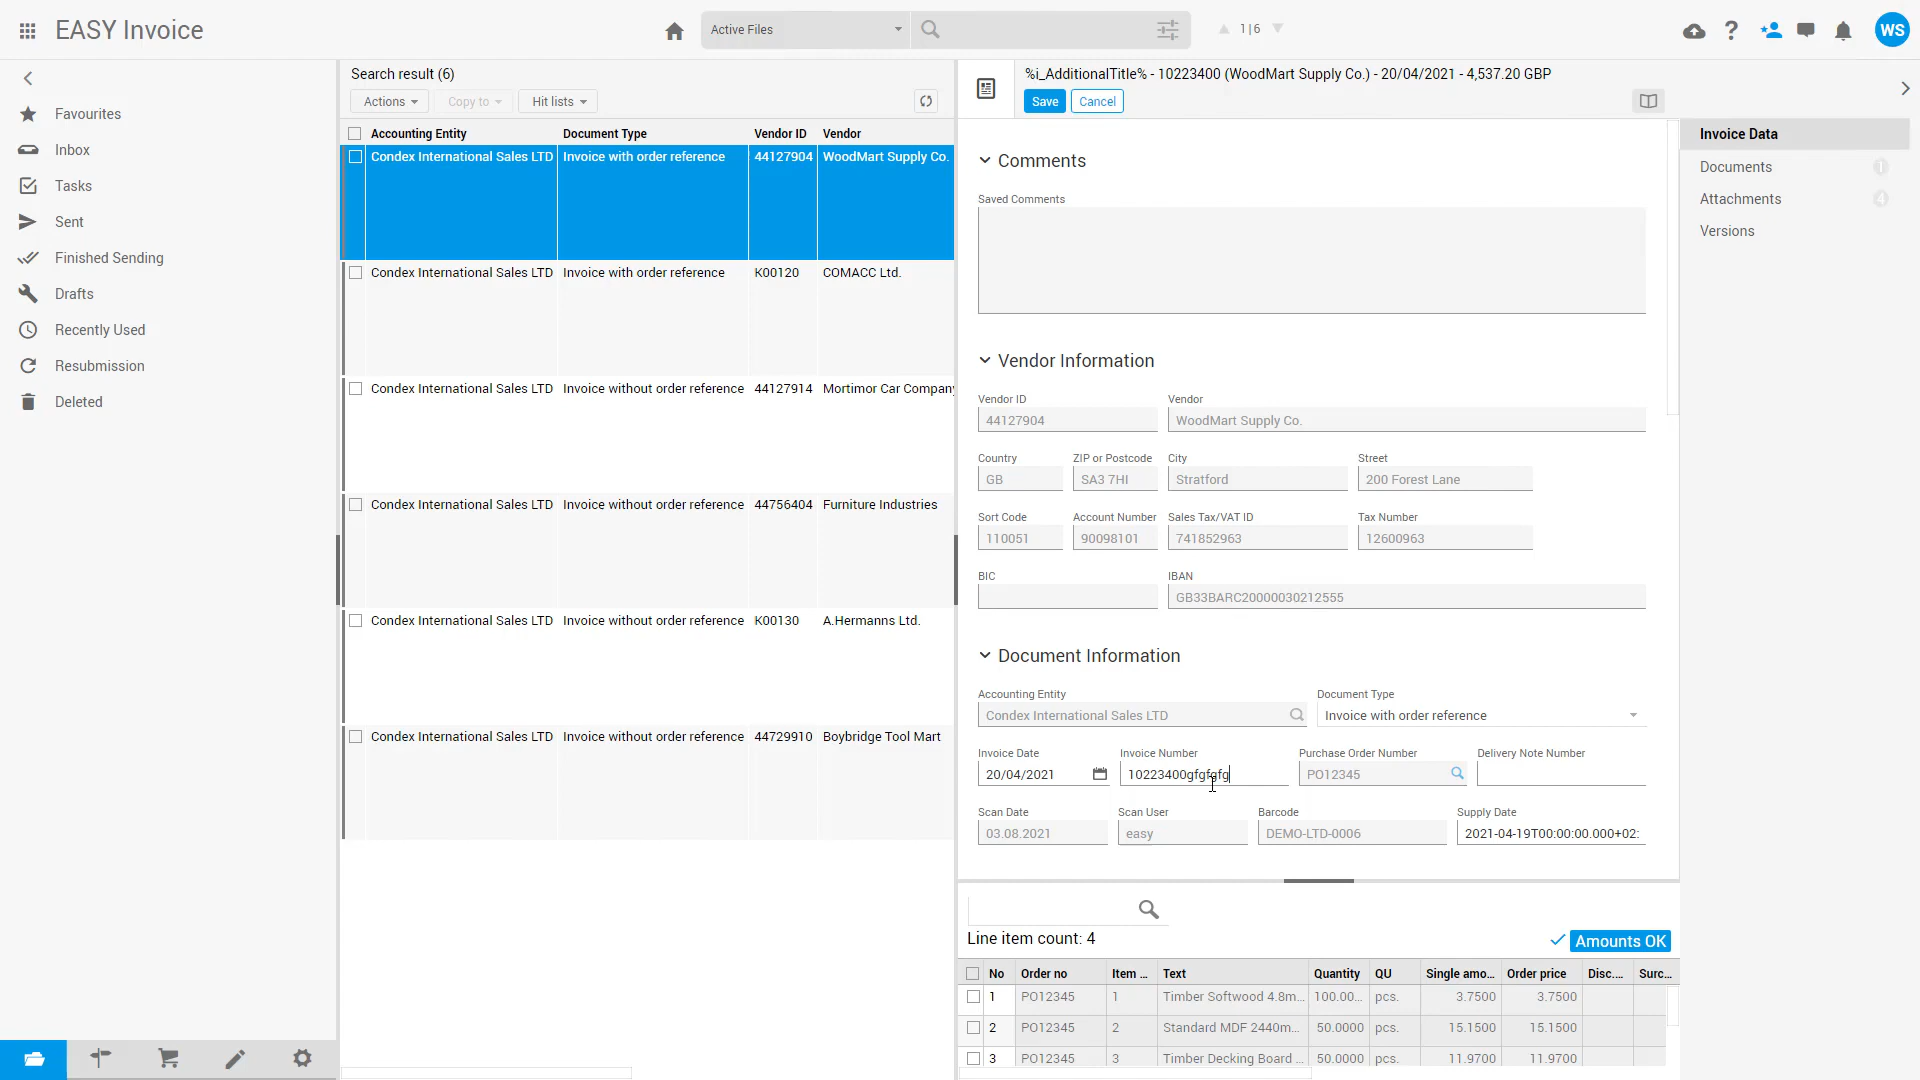 EASY Invoice
Active Files
1|6
WS
Favourites
Inbox
Tasks
Sent
Finished Sending
Drafts
Recently Used
Resubmission
Deleted
Search result (6)
Actions
Copy to
Hit lists
Accounting Entity Document Type Vendor ID Vendor
Condex International Sales LTD Invoice with order reference 44127904 WoodMart Supply Co.
Condex International Sales LTD Invoice with order reference K00120 COMACC Ltd.
Condex International Sales LTD Invoice without order reference 44127914 Mortimor Car Company
Condex International Sales LTD Invoice without order reference 44756404 Furniture Industries
Condex International Sales LTD Invoice without order reference K00130 A.Hermanns Ltd.
Condex International Sales LTD Invoice without order reference 44729910 Boybridge Tool Mart
%i_AdditionalTitle% - 10223400 (WoodMart Supply Co.) - 20/04/2021 - 4,537.20 GBP
Save Cancel
Comments
Saved Comments
Vendor Information
Vendor ID Vendor
44127904 WoodMart Supply Co.
Country ZIP or Postcode City Street
GB SA3 7HI Stratford 200 Forest Lane
Sort Code Account Number Sales Tax/VAT ID Tax Number
110051 90098101 741852963 12600963
BIC IBAN
GB33BARC20000030212555
Document Information
Accounting Entity Document Type
Condex International Sales LTD Invoice with order reference
Invoice Date Invoice Number Purchase Order Number Delivery Note Number
20/04/2021 10223400gfgfgfg PO12345
Scan Date Scan User Barcode Supply Date
03.08.2021 easy DEMO-LTD-0006 2021-04-19T00:00:00.000+02:
Line item count: 4
Amounts OK
No Order no Item ... Text Quantity QU Single amo... Order price Disc.... Surc...
1 PO12345 1 Timber Softwood 4.8m... 100.00... pcs. 3.7500 3.7500
2 PO12345 2 Standard MDF 2440m... 50.0000 pcs. 15.1500 15.1500
3 PO12345 3 Timber Decking Board ... 50.0000 pcs. 11.9700 11.9700
Invoice Data
Documents 1
Attachments 4
Versions